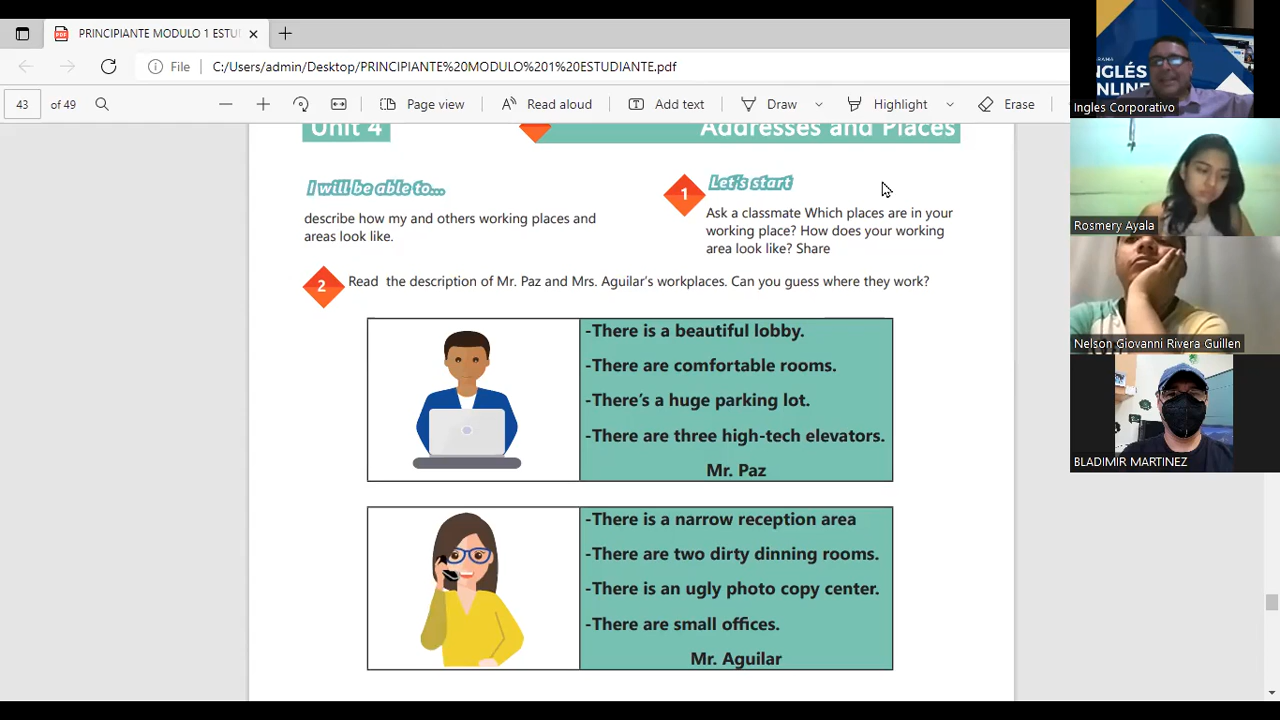 PRINCIPIANTE MODULO 1 ESTU
File
C:/Users/admin/Desktop/PRINCIPIANTE%20MODULO%201%20ESTUDIANTE.pdf
43 of 49
Page view
Read aloud
Add text
Draw
Highlight
Erase
Unit 4
Addresses and Places
I will be able to...
describe how my and others working places and
areas look like.
1
Let's start
Ask a classmate Which places are in your
working place? How does your working
area look like? Share
2
Read the description of Mr. Paz and Mrs. Aguilar's workplaces. Can you guess where they work?
-There is a beautiful lobby.
-There are comfortable rooms.
-There's a huge parking lot.
-There are three high-tech elevators.
Mr. Paz
-There is a narrow reception area
-There are two dirty dinning rooms.
-There is an ugly photo copy center.
-There are small offices.
Mr. Aguilar
NGLÉS
NLINE
Ingles Corporativo
Rosmery Ayala
Nelson Giovanni Rivera Guillen
BLADIMIR MARTINEZ